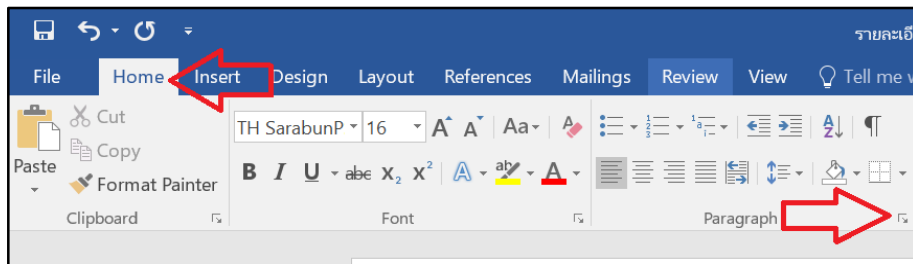 รายละเอี
File Home Insert Design Layout References Mailings Review View Tell me
Cut
TH SarabunP 16 A A Aa
Copy
Paste
Format Painter
B I U abc X2 X2 A ab A
Clipboard Font Paragraph